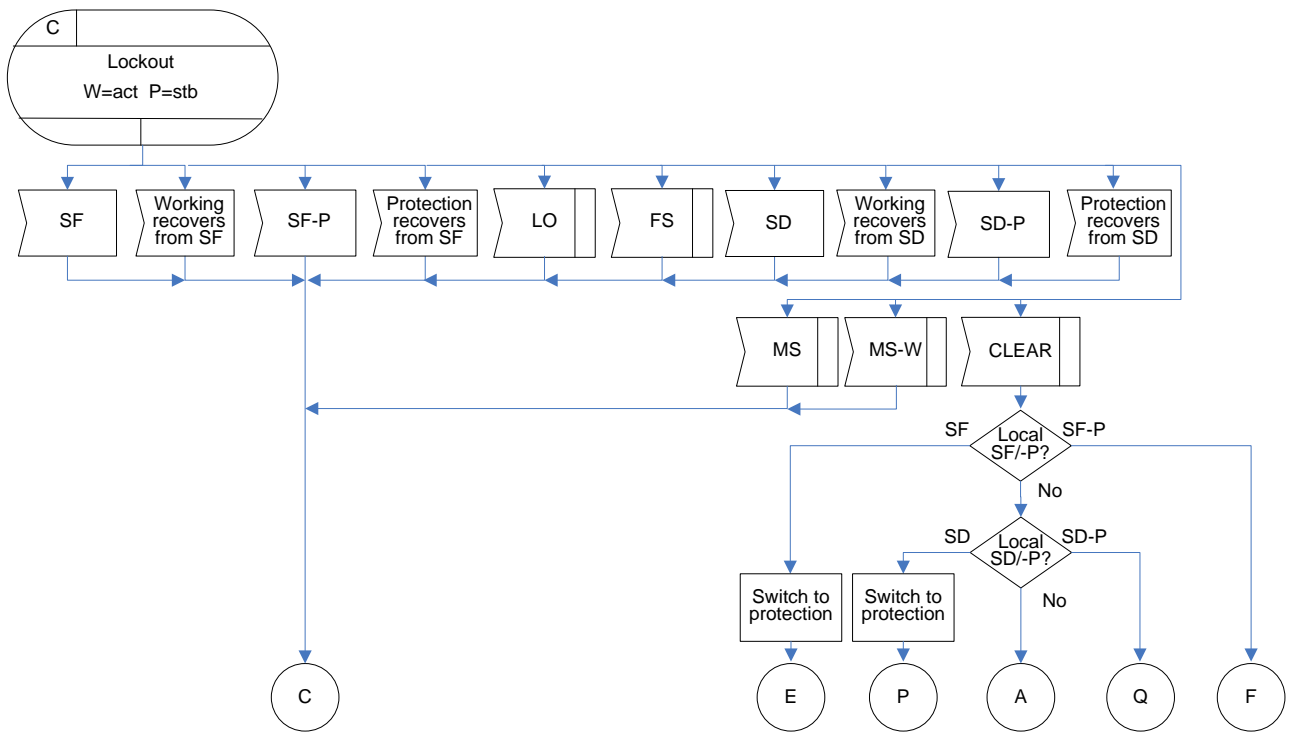 C
Lockout
W=act P=stb
SF
Working
recovers
from SF
SF-P
Protection
recovers
from SF
LO
FS
SD
Working
recovers
from SD
SD-P
Protection
recovers
from SD
MS
MS-W
CLEAR
SF
Local
SF/-P?
SF-P
No
SD
Local
SD/-P?
SD-P
No
Switch to
protection
Switch to
protection
C
E
P
A
Q
F